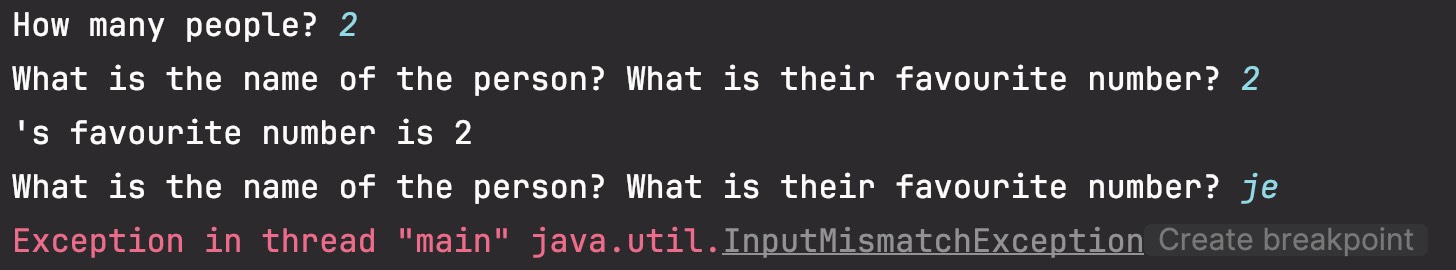 How many people? 2
What is the name of the person? What is their favourite number? 2
's favourite number is 2
What is the name of the person? What is their favourite number? je
Exception in thread "main" java.util.InputMismatchException Create breakpoint